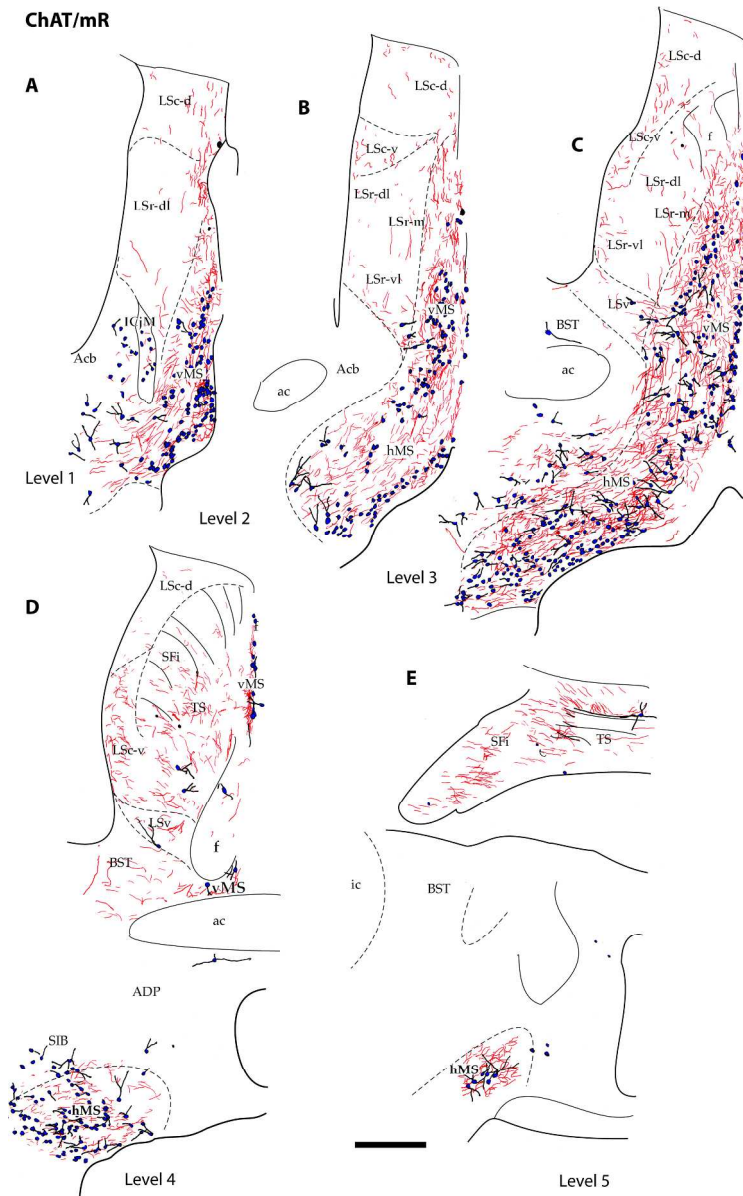 ChAT/mR
A
LSc-d
LSr-dl
ICjM
Acb
vMS
Level 1
B
LSc-d
LSc-v
LSr-dl
LSr-m
LSr-vl
vMS
Acb
ac
hMS
Level 2
C
LSc-d
LSc-v
f
LSr-dl
LSr-m
LSr-vl
LSv
BST
vMS
ac
hMS
Level 3
D
LSc-d
f
SFi
vMS
TS
LSc-v
LSv
f
BST
vMS
ac
ADP
SIB
hMS
Level 4
E
SFi
TS
ic
BST
hMS
Level 5